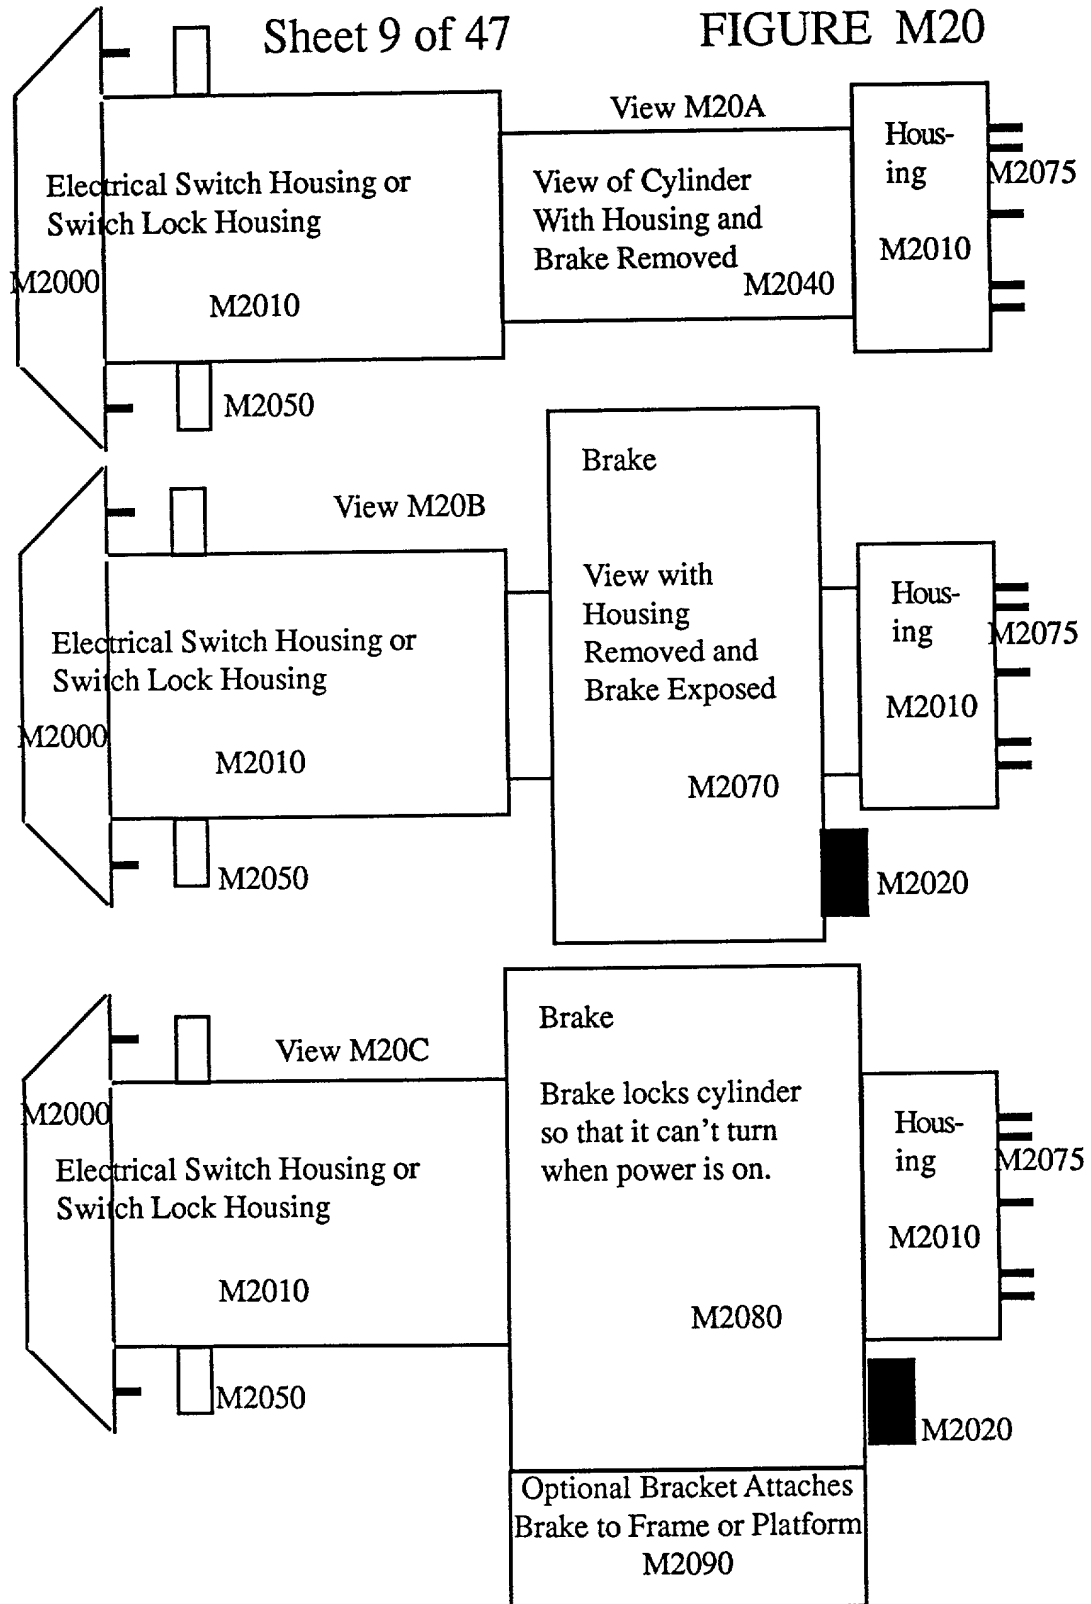 Sheet 9 of 47
FIGURE M20
View M20A
Electrical Switch Housing or
Switch Lock Housing
M2000
M2010
M2050
View of Cylinder
With Housing and
Brake Removed
M2040
Hous-
ing
M2010
M2075
View M20B
Electrical Switch Housing or
Switch Lock Housing
M2000
M2010
M2050
Brake
View with
Housing
Removed and
Brake Exposed
M2070
Hous-
ing
M2010
M2075
M2020
View M20C
M2000
Electrical Switch Housing or
Switch Lock Housing
M2010
M2050
Brake
Brake locks cylinder
so that it can't turn
when power is on.
M2080
Hous-
ing
M2010
M2075
M2020
Optional Bracket Attaches
Brake to Frame or Platform
M2090